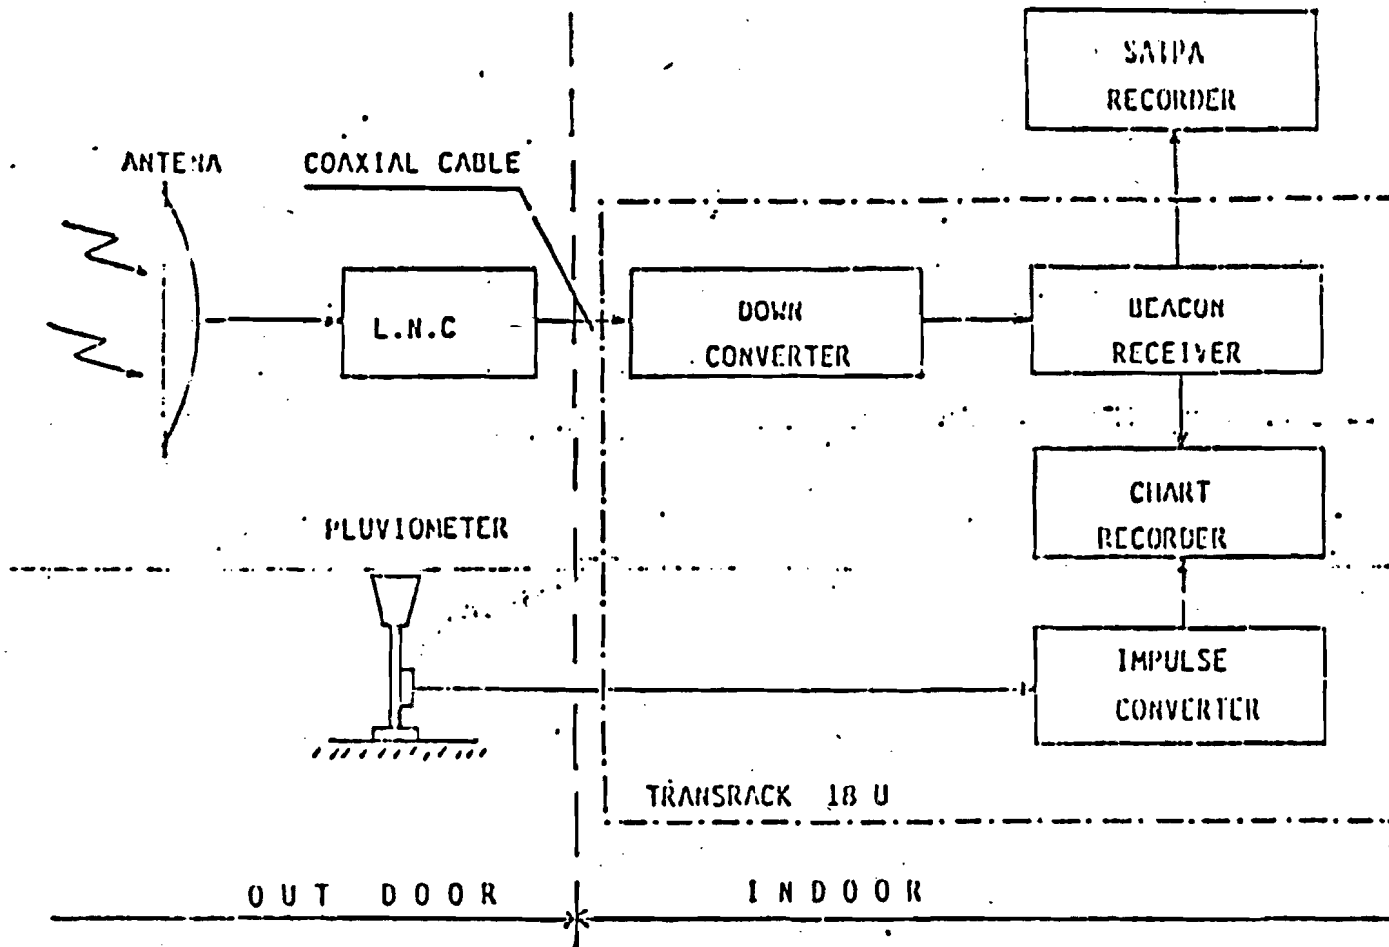 SATPA
RECORDER
ANTENA
COAXIAL CABLE
L.N.C
DOWN
CONVERTER
BEACON
RECEIVER
CHART
RECORDER
PLUVIOMETER
IMPULSE
CONVERTER
TRANSRACK 18 U
OUT DOOR
INDOOR